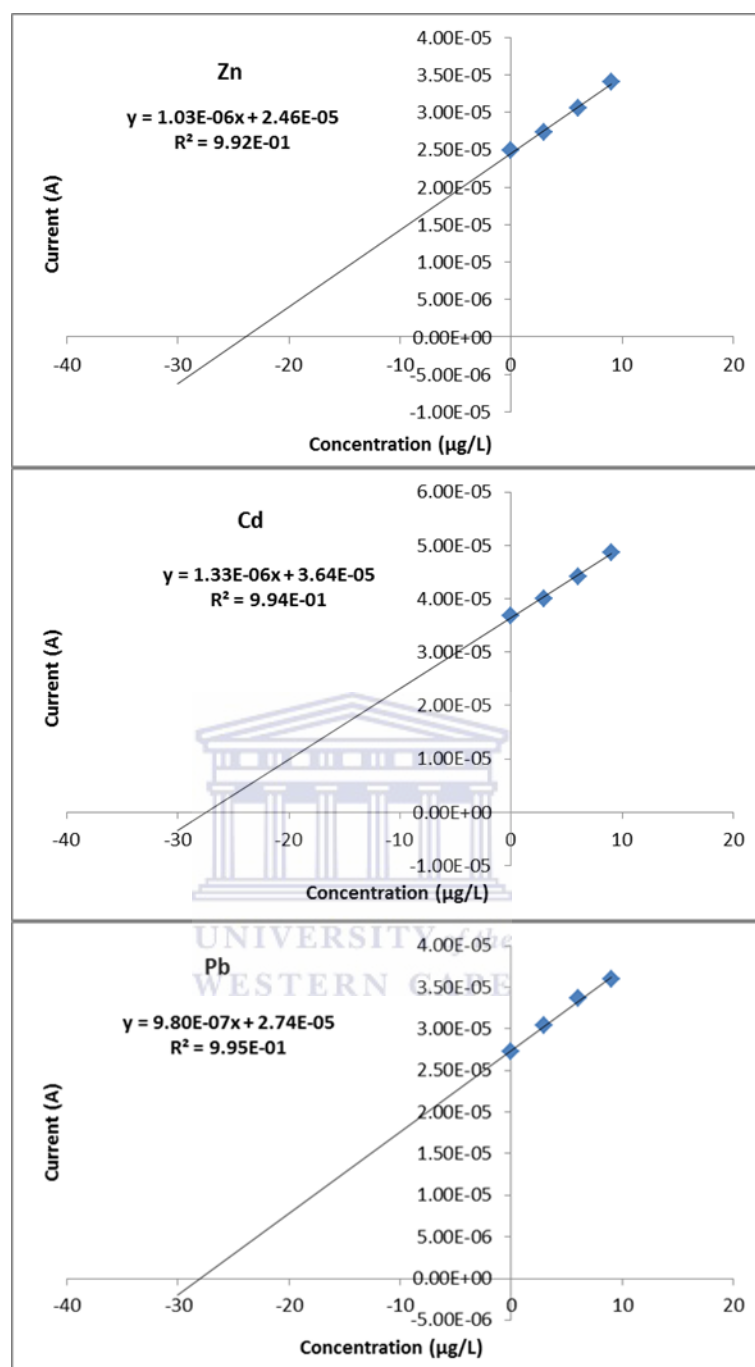 4.00E-05
Zn
3.50E-05
y = 1.03E-06x + 2.46E-05
R² = 9.92E-01
3.00E-05
2.50E-05
2.00E-05
Current (A)
1.50E-05
1.00E-05
5.00E-06
0.00E+00
-40 -30 -20 -10 0 10 20
-5.00E-06
-1.00E-05
Concentration (µg/L)
6.00E-05
Cd
5.00E-05
y = 1.33E-06x + 3.64E-05
R² = 9.94E-01
4.00E-05
3.00E-05
Current (A)
2.00E-05
1.00E-05
0.00E+00
-40 -30 -20 -10 0 10 20
-1.00E-05
Concentration (µg/L)
UNIVERSITY of the
WESTERN CAPE
4.00E-05
Pb
3.50E-05
y = 9.80E-07x + 2.74E-05
R² = 9.95E-01
3.00E-05
2.50E-05
2.00E-05
Current (A)
1.50E-05
1.00E-05
5.00E-06
0.00E+00
-40 -30 -20 -10 0 10 20
-5.00E-06
Concentration (µg/L)